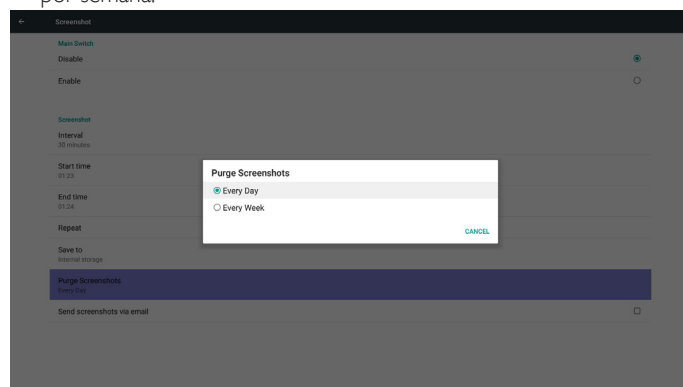 por semana.
Screenshot
Main Switch
Disable
Enable
Screenshot
Interval
30 minutes
Start time
01:23
End time
01:24
Repeat
Save to
Internal storage
Purge Screenshots
Every Day
Send screenshots via email
Purge Screenshots
Every Day
Every Week
CANCEL